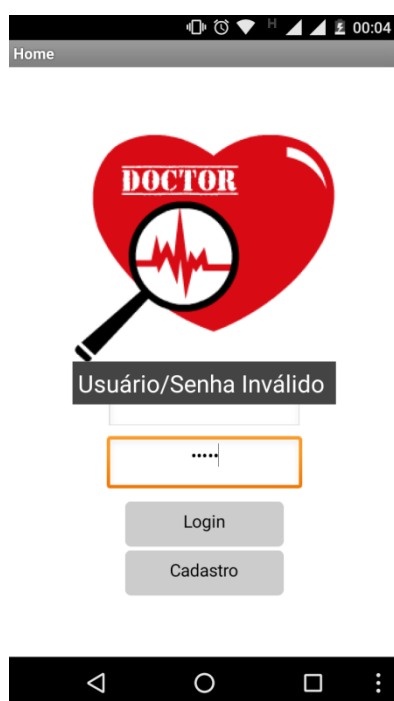 H 00:04
Home
DOCTOR
Usuário/Senha Inválido
•••••
Login
Cadastro